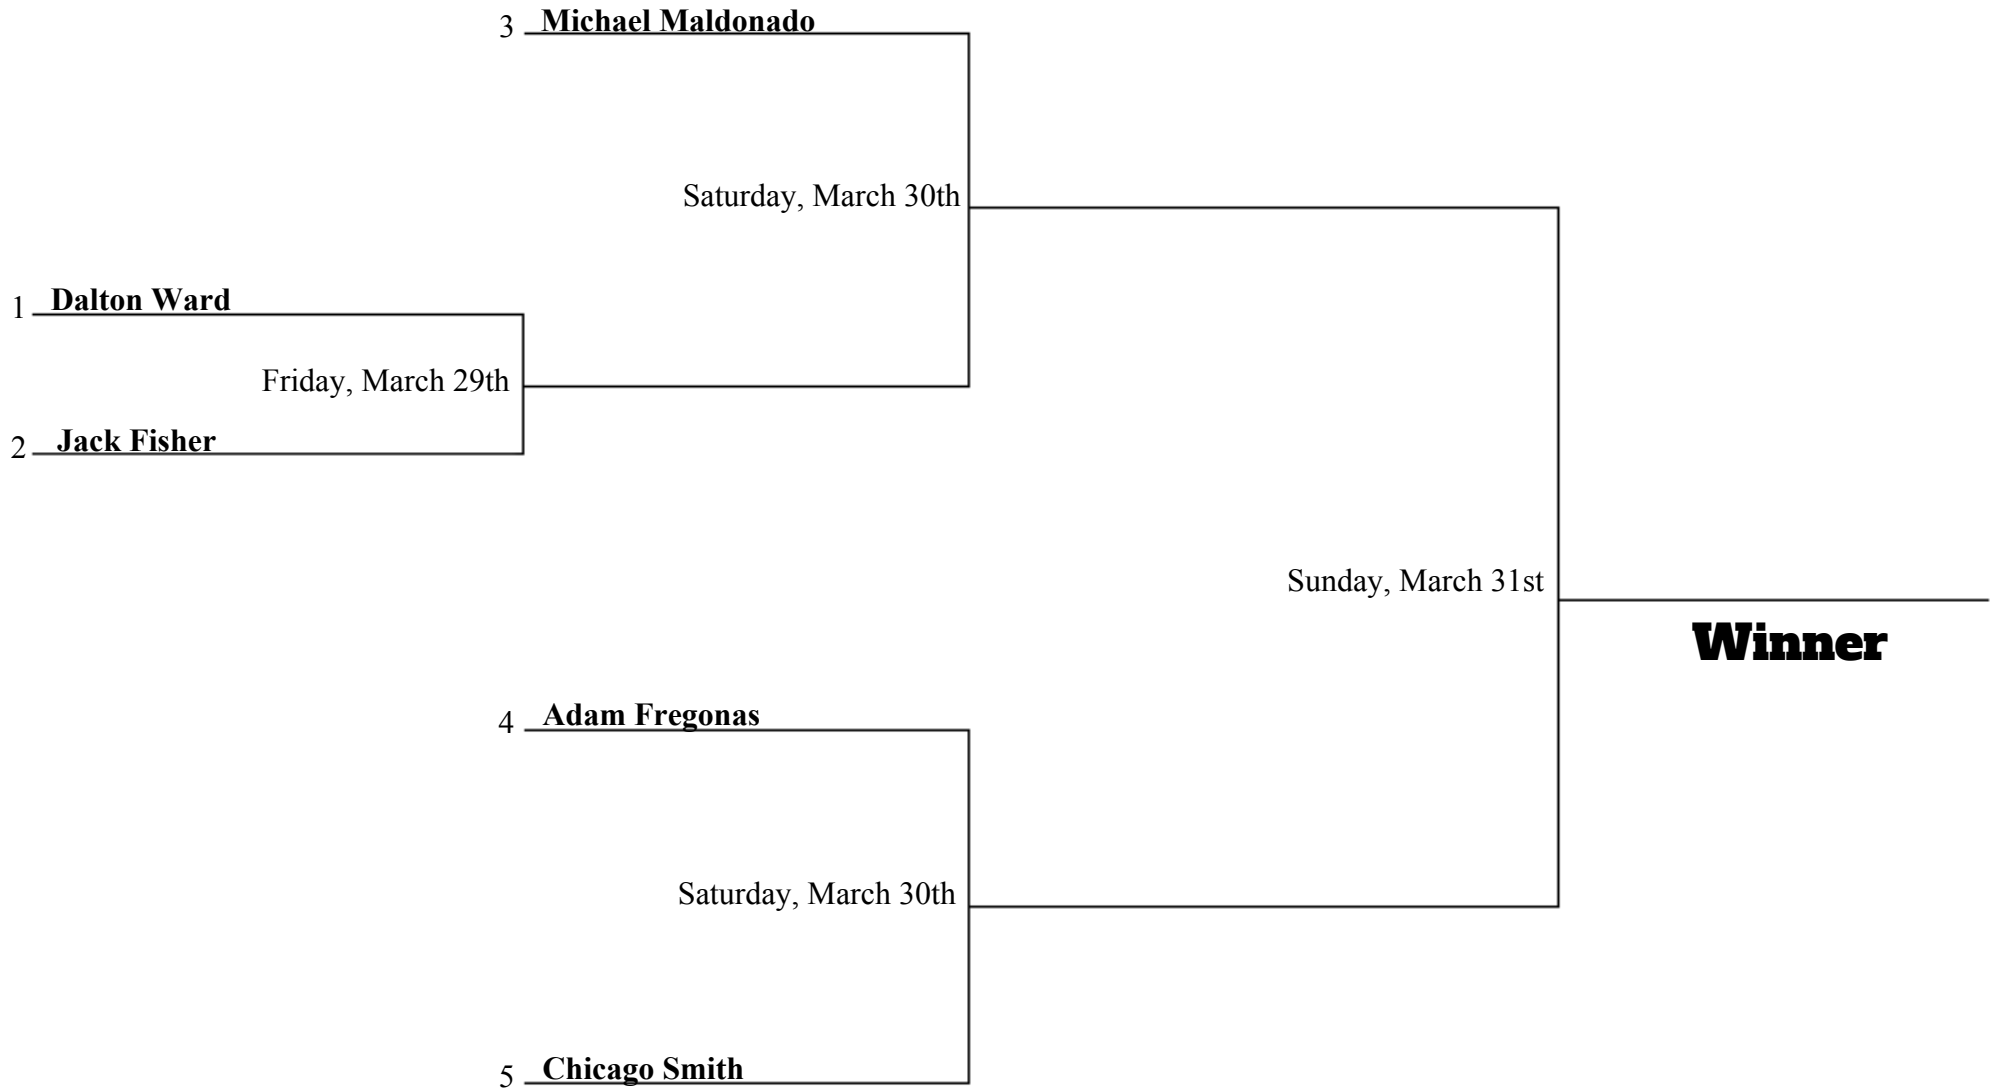 3 Michael Maldonado
Saturday, March 30th
1 Dalton Ward
Friday, March 29th
2 Jack Fisher
Sunday, March 31st
Winner
4 Adam Fregonas
Saturday, March 30th
5 Chicago Smith